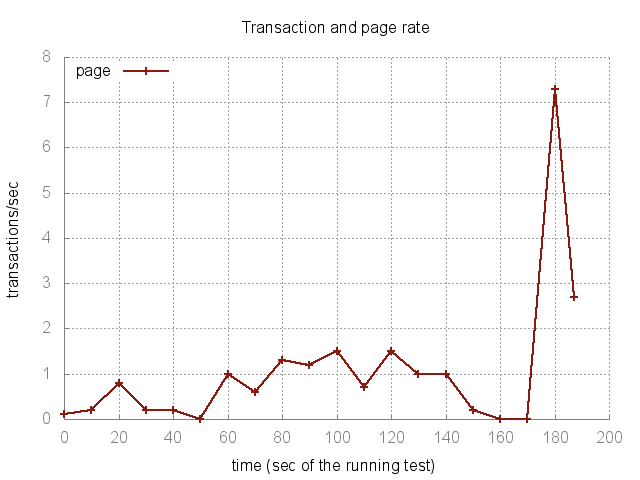 Transaction and page rate
8
page
7
6
5
4
3
2
1
0
transactions/sec
0 20 40 60 80 100 120 140 160 180 200
time (sec of the running test)